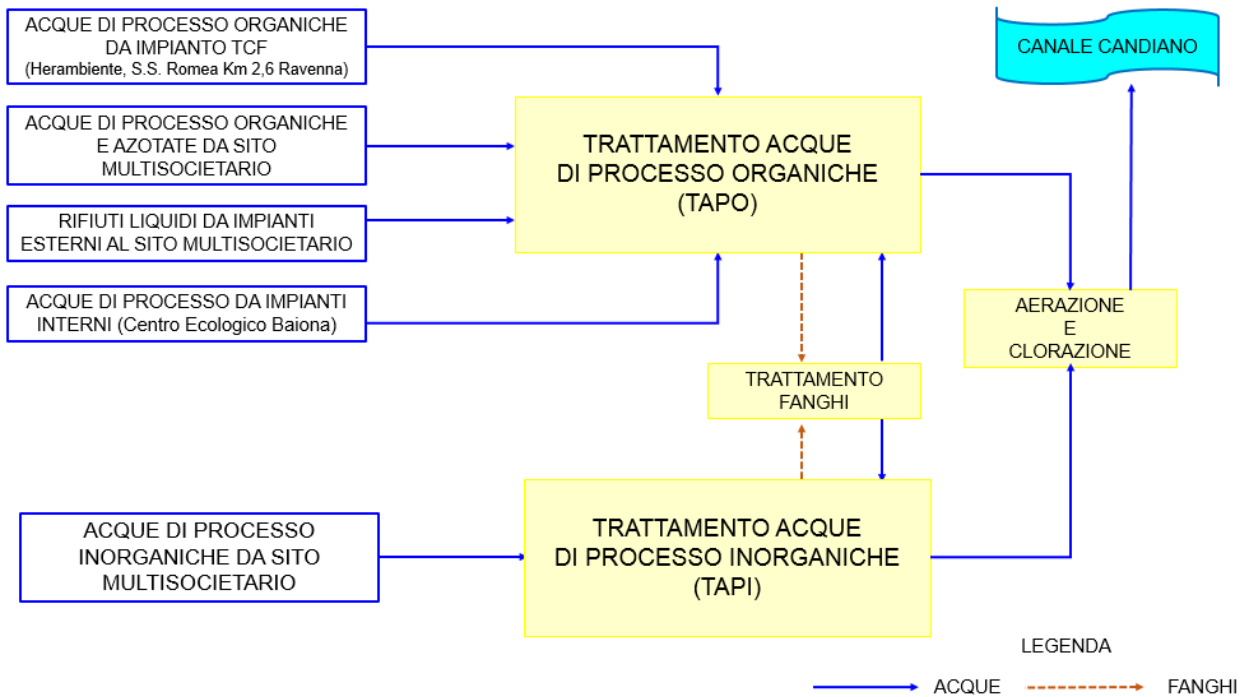 ACQUE DI PROCESSO ORGANICHE
DA IMPIANTO TCF
(Herambiente, S.S. Romea Km 2,6 Ravenna)
CANALE CANDIANO
ACQUE DI PROCESSO ORGANICHE
E AZOTATE DA SITO
MULTISOCIETARIO
TRATTAMENTO ACQUE
DI PROCESSO ORGANICHE
(TAPO)
RIFIUTI LIQUIDI DA IMPIANTI
ESTERNI AL SITO MULTISOCIETARIO
ACQUE DI PROCESSO DA IMPIANTI
INTERNI (Centro Ecologico Baiona)
AERAZIONE
E
CLORAZIONE
TRATTAMENTO
FANGHI
ACQUE DI PROCESSO
INORGANICHE DA SITO
MULTISOCIETARIO
TRATTAMENTO ACQUE
DI PROCESSO INORGANICHE
(TAPI)
LEGENDA
ACQUE
FANGHI